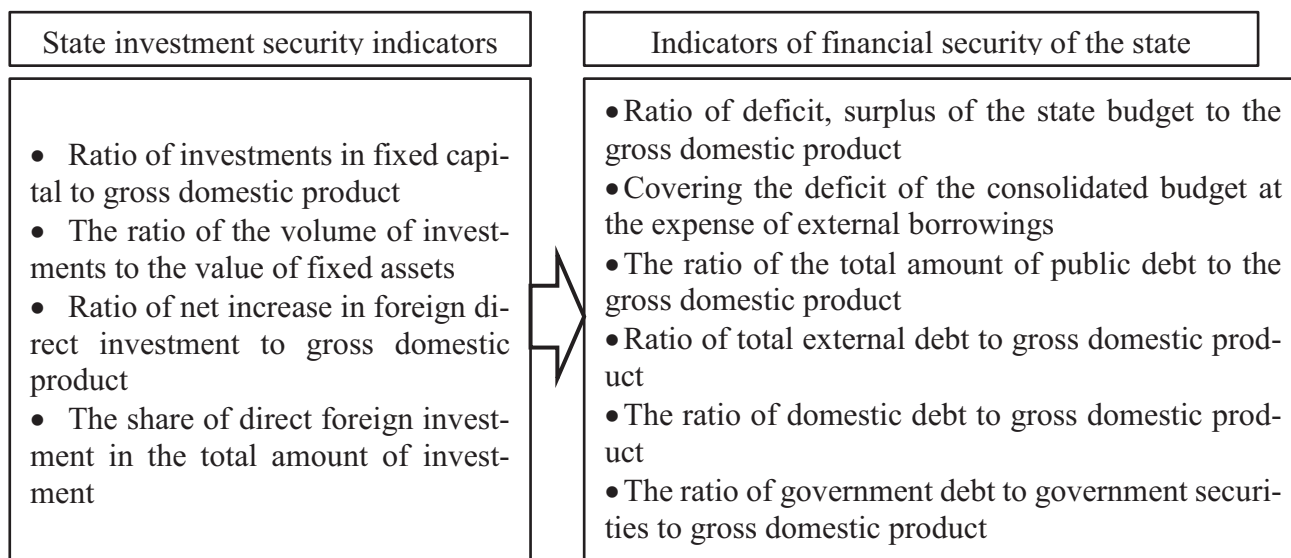 State investment security indicators
• Ratio of investments in fixed capi-
tal to gross domestic product
• The ratio of the volume of invest-
ments to the value of fixed assets
• Ratio of net increase in foreign di-
rect investment to gross domestic
product
• The share of direct foreign invest-
ment in the total amount of invest-
ment
Indicators of financial security of the state
•Ratio of deficit, surplus of the state budget to the
gross domestic product
•Covering the deficit of the consolidated budget at
the expense of external borrowings
•The ratio of the total amount of public debt to the
gross domestic product
•Ratio of total external debt to gross domestic prod-
uct
•The ratio of domestic debt to gross domestic prod-
uct
•The ratio of government debt to government securi-
ties to gross domestic product